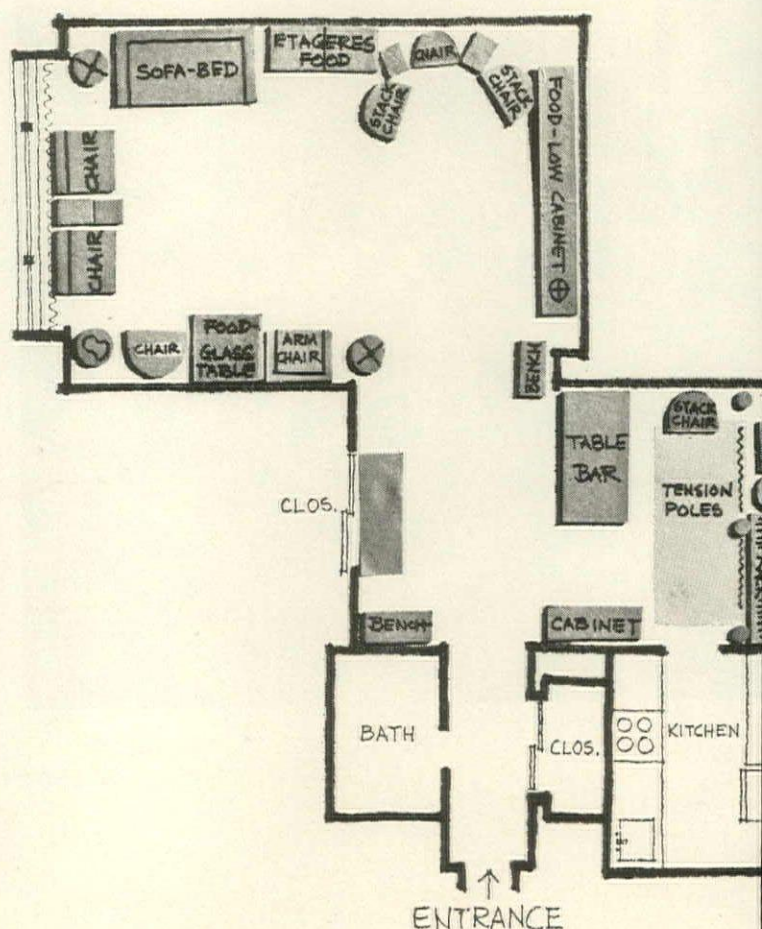 SOFA-BED
ETAGERES
FOOD
CHAIR
STACK
CHAIR
STACK
CHAIR
FOOD-LOW CABINET
CHAIR
CHAIR
CHAIR
FOOD-
GLASS
TABLE
ARM
CHAIR
BENCH
TABLE
BAR
STACK
CHAIR
TENSION
POLES
CLOS.
BENCH
CABINET
BATH
CLOS.
KITCHEN
ENTRANCE